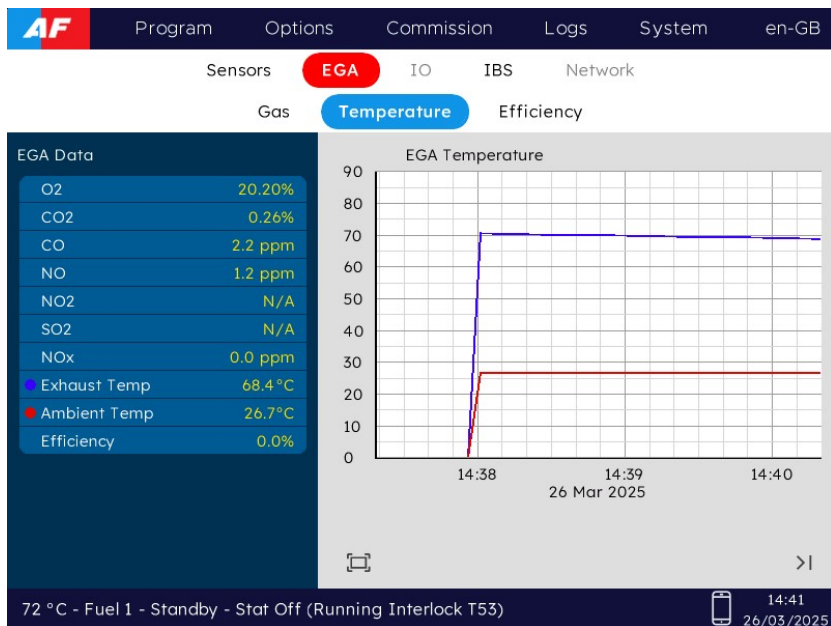 AF Program Options Commission Logs System en-GB
Sensors EGA IO IBS Network
Gas Temperature Efficiency
EGA Data
O2 20.20%
CO2 0.26%
CO 2.2 ppm
NO 1.2 ppm
NO2 N/A
SO2 N/A
NOx 0.0 ppm
Exhaust Temp 68.4°C
Ambient Temp 26.7°C
Efficiency 0.0%
EGA Temperature
90
80
70
60
50
40
30
20
10
0
14:38 14:39 14:40
26 Mar 2025
72 °C - Fuel 1 - Standby - Stat Off (Running Interlock T53)
14:41
26/03/2025